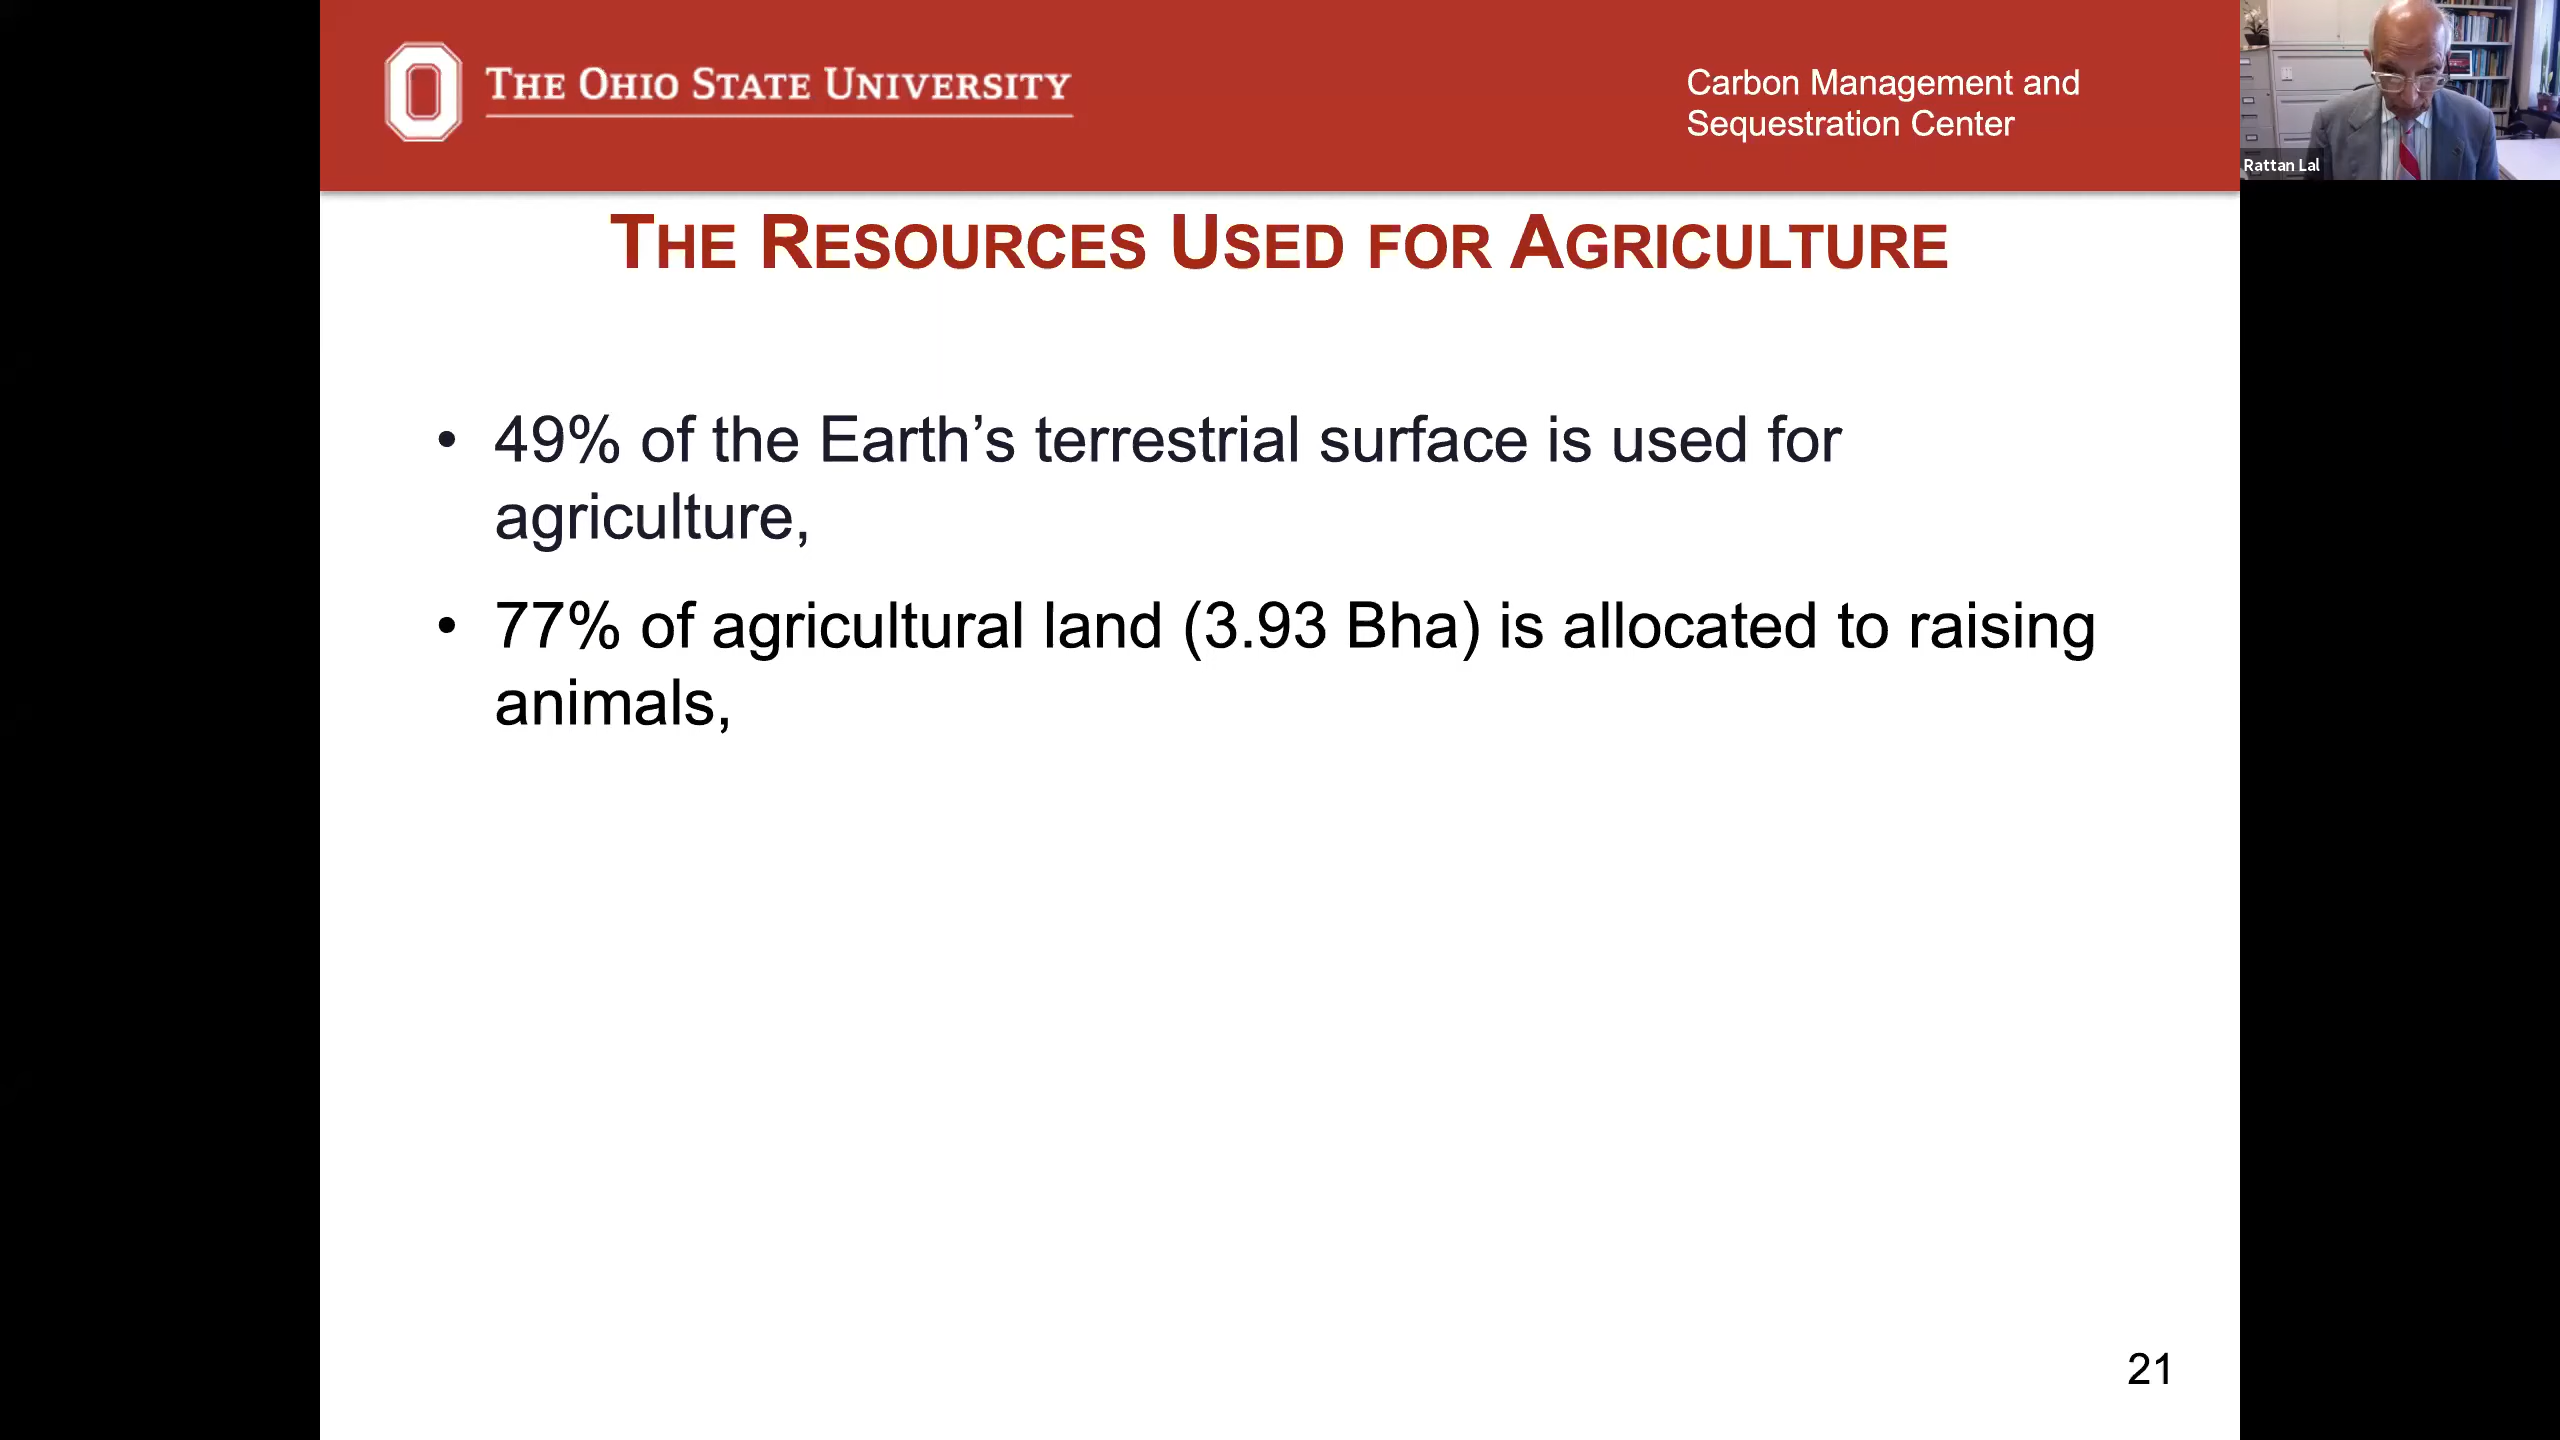 THE OHIO STATE UNIVERSITY
Carbon Management and
Sequestration Center
Rattan Lal
THE RESOURCES USED FOR AGRICULTURE
• 49% of the Earth’s terrestrial surface is used for
agriculture,
• 77% of agricultural land (3.93 Bha) is allocated to raising
animals,
21